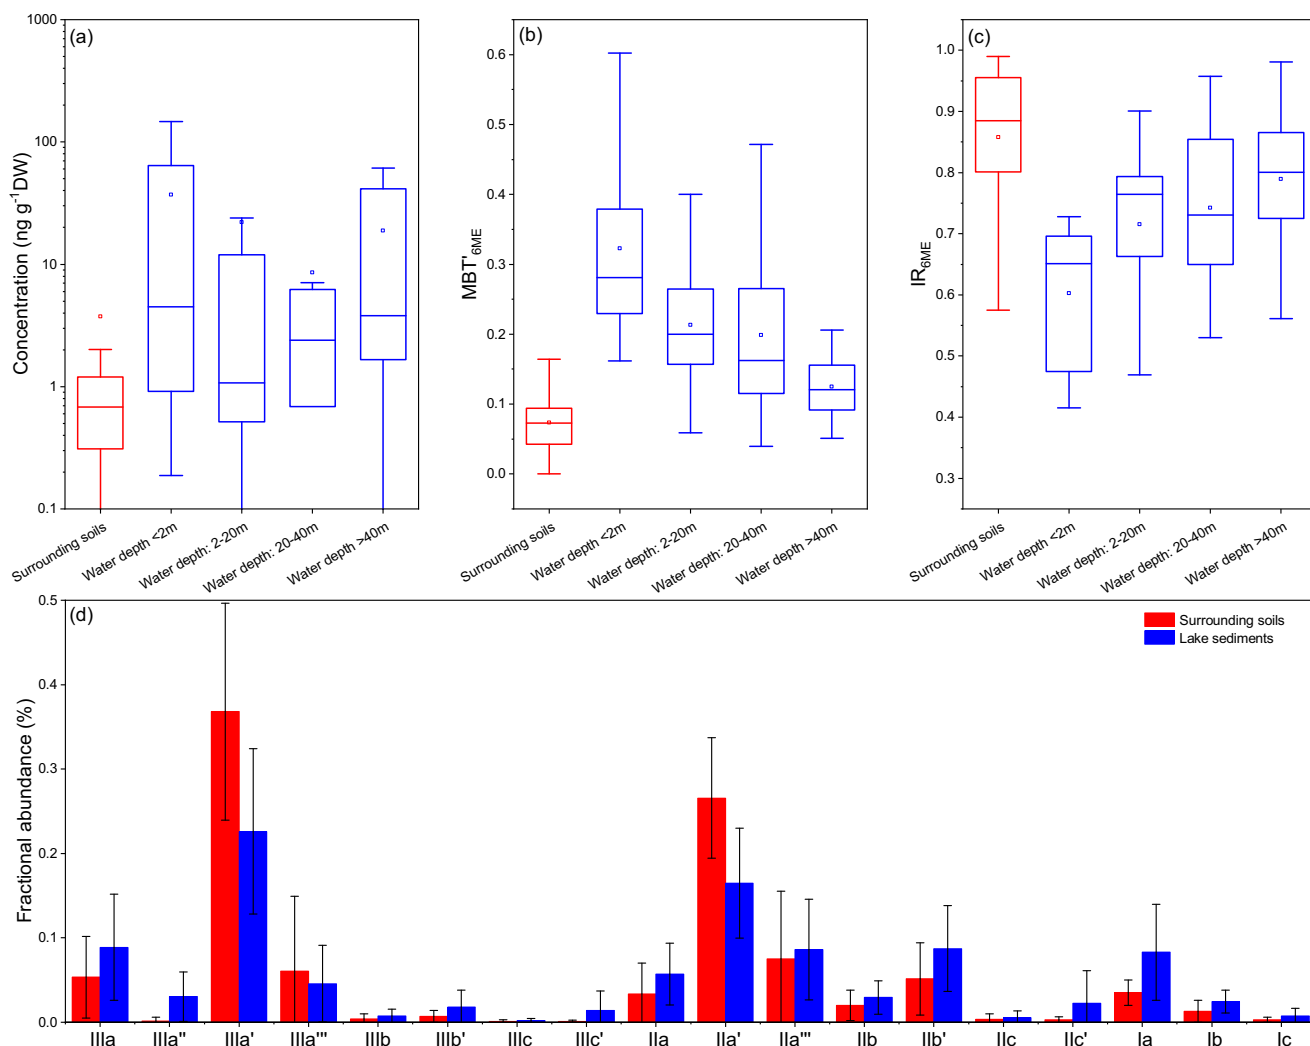 (a)
1000
100
10
1
0.1
Concentration (ng g⁻¹DW)
Surrounding soils
Water depth <2m
Water depth: 2-20m
Water depth: 20-40m
Water depth >40m
(b)
0.6
0.5
0.4
0.3
0.2
0.1
0.0
MBT'6ME
Surrounding soils
Water depth <2m
Water depth: 2-20m
Water depth: 20-40m
Water depth >40m
(c)
1.0
0.9
0.8
0.7
0.6
0.5
0.4
0.3
IR6ME
Surrounding soils
Water depth <2m
Water depth: 2-20m
Water depth: 20-40m
Water depth >40m
(d)
Surrounding soils
Lake sediments
0.5
0.4
0.3
0.2
0.1
0.0
Fractional abundance (%)
IIIa IIIa" IIIa' IIIa"' IIIb IIIb' IIIc IIIc' IIa IIa' IIa"' IIb IIb' IIc IIc' Ia Ib Ic